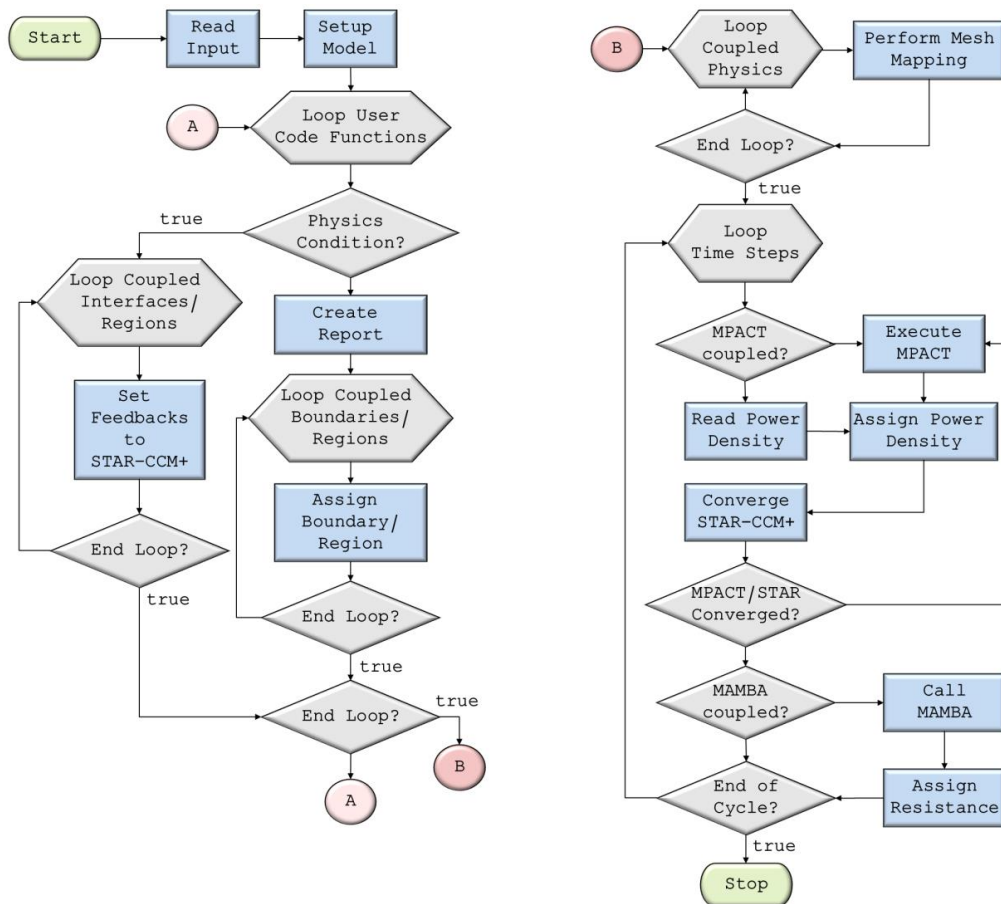 Start
Read
Input
Setup
Model
A
Loop User
Code Functions
true
Physics
Condition?
Loop Coupled
Interfaces/
Regions
Create
Report
Set
Feedbacks
to
STAR-CCM+
Loop Coupled
Boundaries/
Regions
Assign
Boundary/
Region
End Loop?
true
End Loop?
true
End Loop?
true
B
A
B
Loop
Coupled
Physics
Perform Mesh
Mapping
End Loop?
true
Loop
Time Steps
MPACT
coupled?
Execute
MPACT
Read Power
Density
Assign Power
Density
Converge
STAR-CCM+
MPACT/STAR
Converged?
MAMBA
coupled?
Call
MAMBA
End of
Cycle?
Assign
Resistance
true
Stop